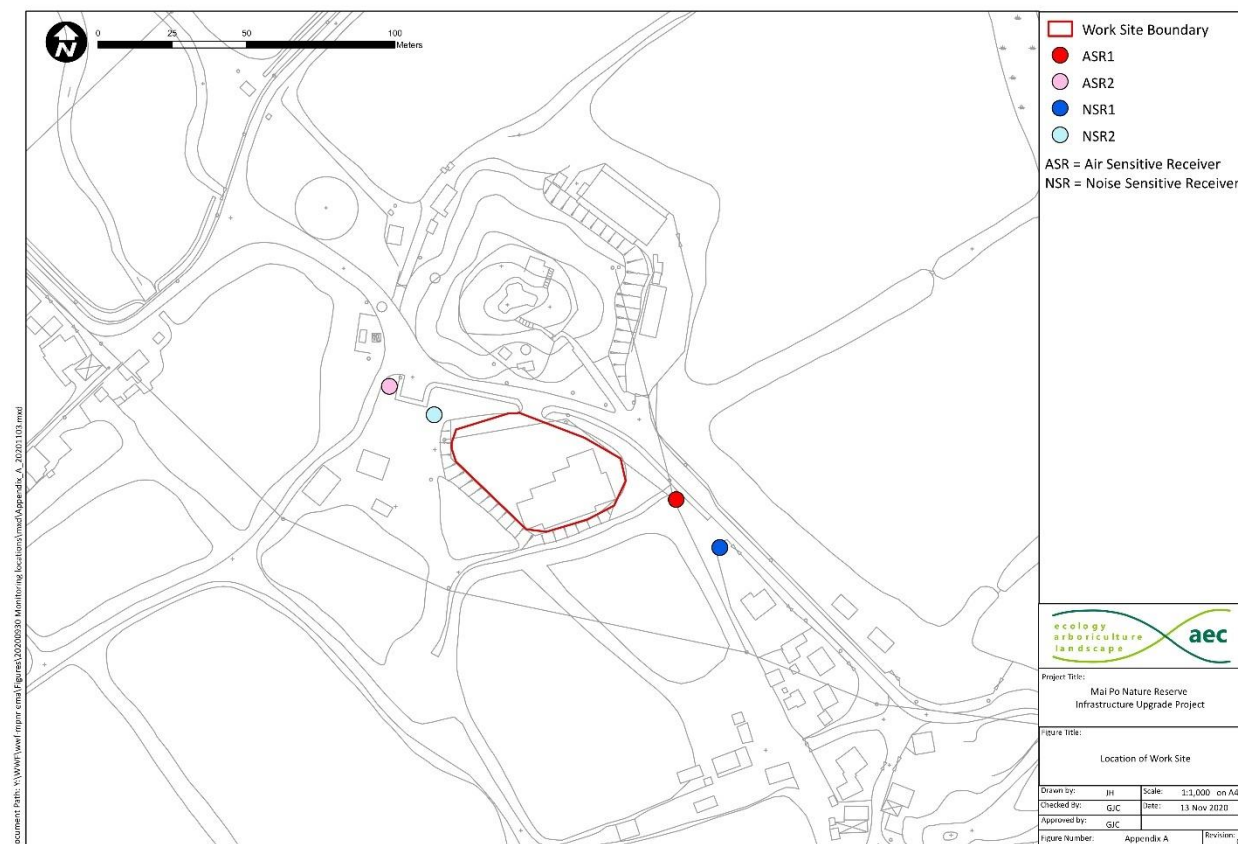 N
0 25 50 100
Meters
Work Site Boundary
ASR1
ASR2
NSR1
NSR2
ASR = Air Sensitive Receiver
NSR = Noise Sensitive Receiver
ecology
arboriculture
landscape
aec
Project Title:
Mai Po Nature Reserve
Infrastructure Upgrade Project
Figure Title:
Location of Work Site
Drawn by: JH Scale: 1:1,000 on A4
Checked By: GJC Date: 13 Nov 2020
Approved by: GJC
Figure Number: Appendix A Revision: